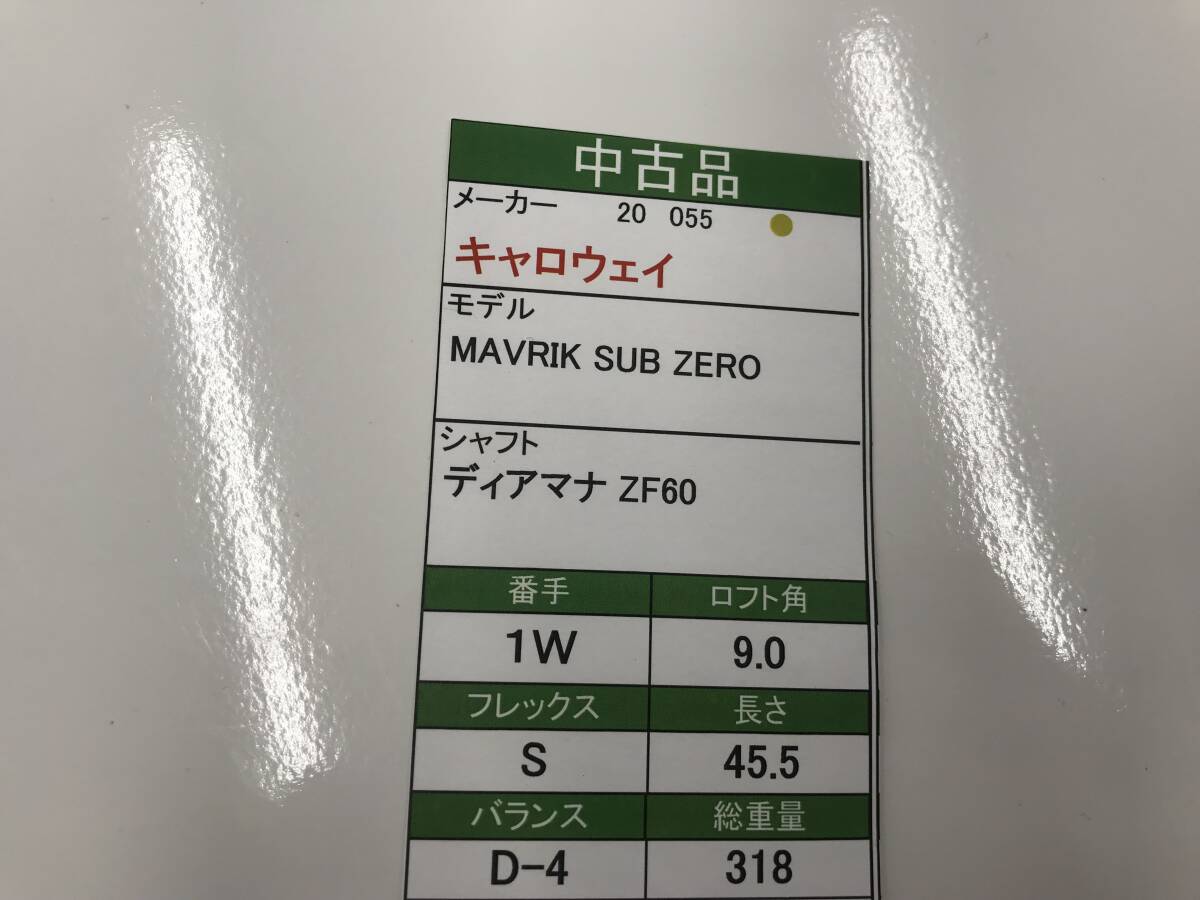 中古品
メーカー 20 055
キャロウェイ
モデル
MAVRIK SUB ZERO
シャフト
ディアマナ ZF60
番手 ロフト角
1W 9.0
フレックス 長さ
S 45.5
バランス 総重量
D-4 318